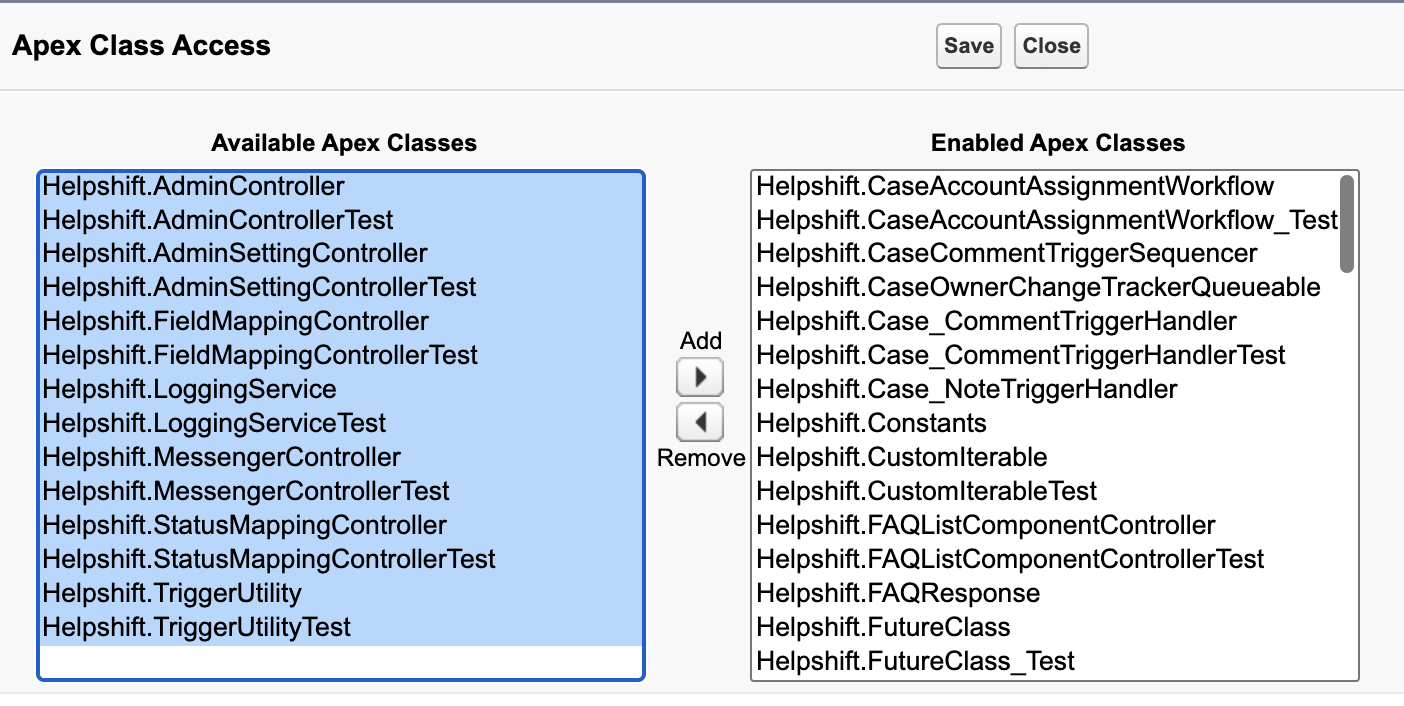 Apex Class Access
Save
Close
Available Apex Classes
Helpshift.AdminController
Helpshift.AdminControllerTest
Helpshift.AdminSettingController
Helpshift.AdminSettingControllerTest
Helpshift.FieldMappingController
Helpshift.FieldMappingControllerTest
Helpshift.LoggingService
Helpshift.LoggingServiceTest
Helpshift.MessengerController
Helpshift.MessengerControllerTest
Helpshift.StatusMappingController
Helpshift.StatusMappingControllerTest
Helpshift.TriggerUtility
Helpshift.TriggerUtilityTest
Add
Remove
Enabled Apex Classes
Helpshift.CaseAccountAssignmentWorkflow
Helpshift.CaseAccountAssignmentWorkflow_Test
Helpshift.CaseCommentTriggerSequencer
Helpshift.CaseOwnerChangeTrackerQueueable
Helpshift.Case_CommentTriggerHandler
Helpshift.Case_CommentTriggerHandlerTest
Helpshift.Case_NoteTriggerHandler
Helpshift.Constants
Helpshift.CustomIterable
Helpshift.CustomIterableTest
Helpshift.FAQListComponentController
Helpshift.FAQListComponentControllerTest
Helpshift.FAQResponse
Helpshift.FutureClass
Helpshift.FutureClass_Test